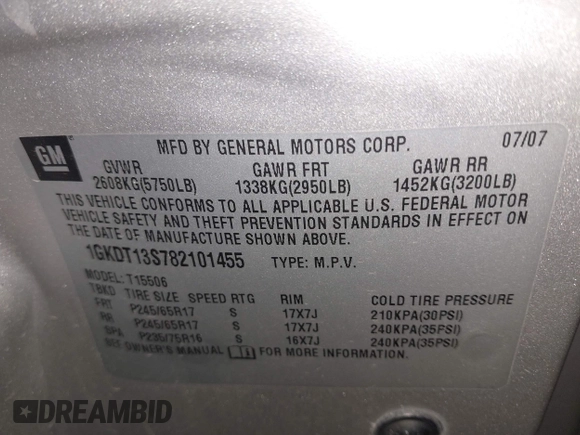 GM
MFD BY GENERAL MOTORS CORP. 07/07
GVWR GAWR FRT GAWR RR
2608KG(5750LB) 1338KG(2950LB) 1452KG(3200LB)
THIS VEHICLE CONFORMS TO ALL APPLICABLE U.S. FEDERAL MOTOR
VEHICLE SAFETY AND THEFT PREVENTION STANDARDS IN EFFECT ON
THE DATE OF MANUFACTURE SHOWN ABOVE.
1GKDT13S782101455 TYPE: M.P.V.
MODEL: T15506
TBKD TIRE SIZE SPEED RTG RIM COLD TIRE PRESSURE
FRT P245/65R17 S 17X7J 210KPA(30PSI)
RR P245/65R17 S 17X7J 240KPA(35PSI)
SPA P235/75R16 S 16X7J 240KPA(35PSI)
SEE OWNER'S MANUAL FOR MORE INFORMATION.
DREAMBID